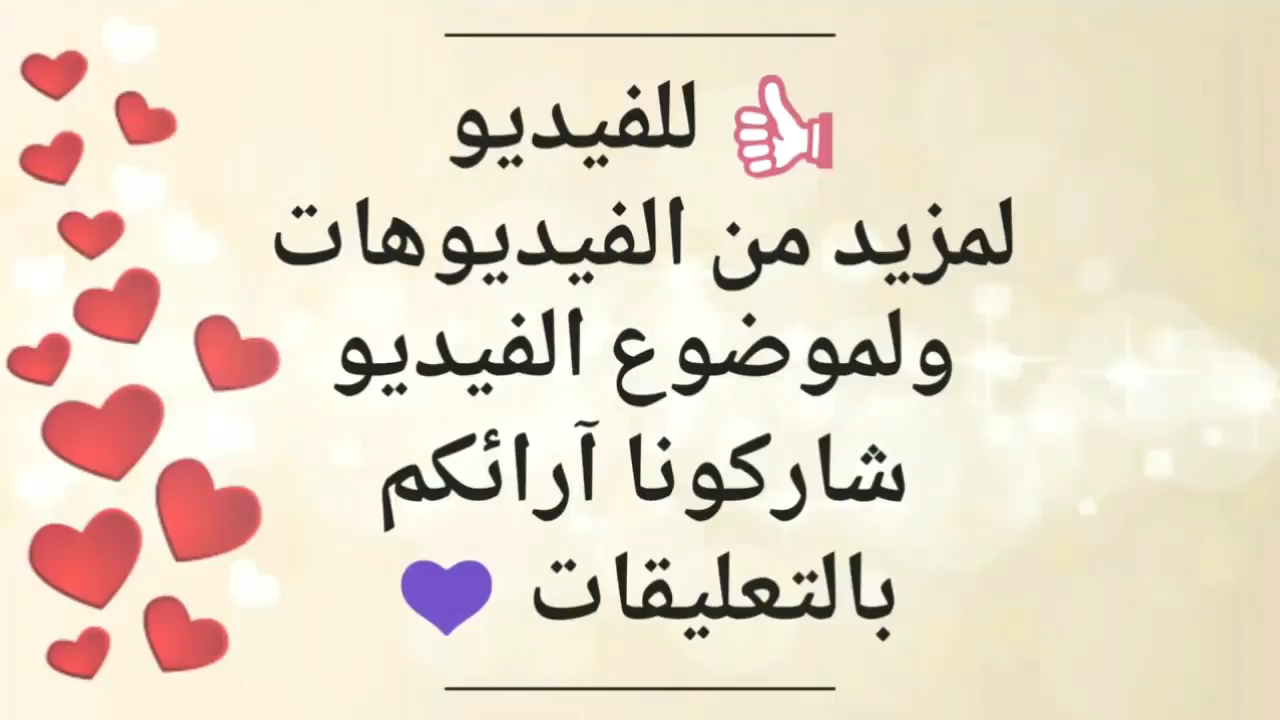 👍 للفيديو
لمزيد من الفيديوهات
ولموضوع الفيديو
شاركونا آرائكم
بالتعليقات 💜